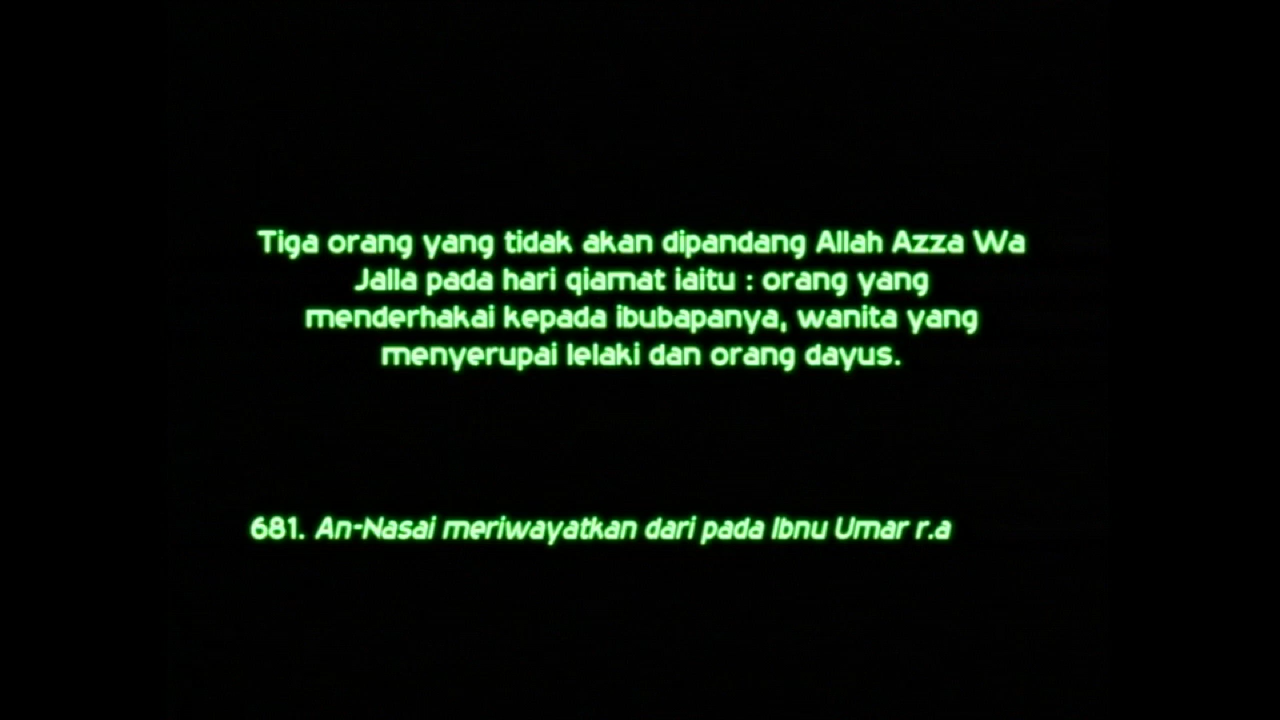 Tiga orang yang tidak akan dipandang Allah Azza Wa
Jalla pada hari qiamat iaitu : orang yang
menderhakai kepada ibubapanya, wanita yang
menyerupai lelaki dan orang dayus.
681. An-Nasai meriwayatkan dari pada Ibnu Umar r.a